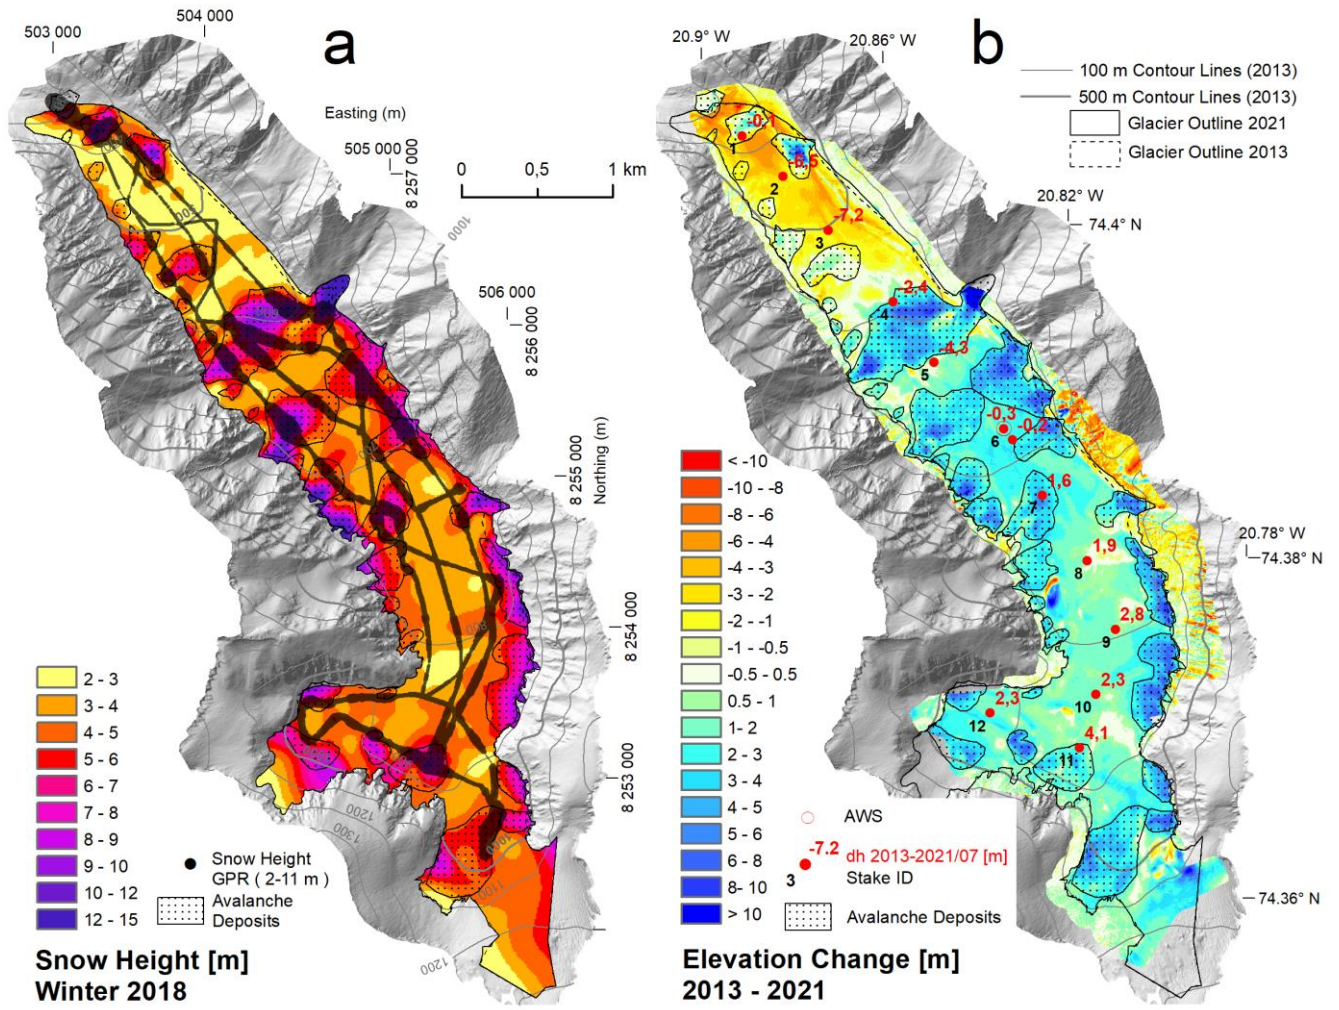 503 000
504 000
a
Easting (m)
505 000
8 257 000
0 0,5 1 km
1000
500
506 000
8 256 000
Northing (m)
8 255 000
800
8 254 000
8 253 000
1200
1300
1000
1100
1200
2 - 3
3 - 4
4 - 5
5 - 6
6 - 7
7 - 8
8 - 9
9 - 10
10 - 12
12 - 15
Snow Height
GPR ( 2-11 m )
Avalanche
Deposits
Snow Height [m]
Winter 2018
20.9° W
20.86° W
b
100 m Contour Lines (2013)
500 m Contour Lines (2013)
Glacier Outline 2021
Glacier Outline 2013
20.82° W
74.4° N
-0,1
1
-6,5
2
-7,2
3
-2,4
4
-4,3
5
-0,3
-0,2
6
1,6
7
1,9
8
2,8
9
2,3
10
2,3
12
4,1
11
20.78° W
74.38° N
74.36° N
< -10
-10 - -8
-8 - -6
-6 - -4
-4 - -3
-3 - -2
-2 - -1
-1 - -0.5
-0.5 - 0.5
0.5 - 1
1- 2
2 - 3
3 - 4
4 - 5
5 - 6
6 - 8
8- 10
> 10
AWS
-7.2 dh 2013-2021/07 [m]
3 Stake ID
Avalanche Deposits
Elevation Change [m]
2013 - 2021